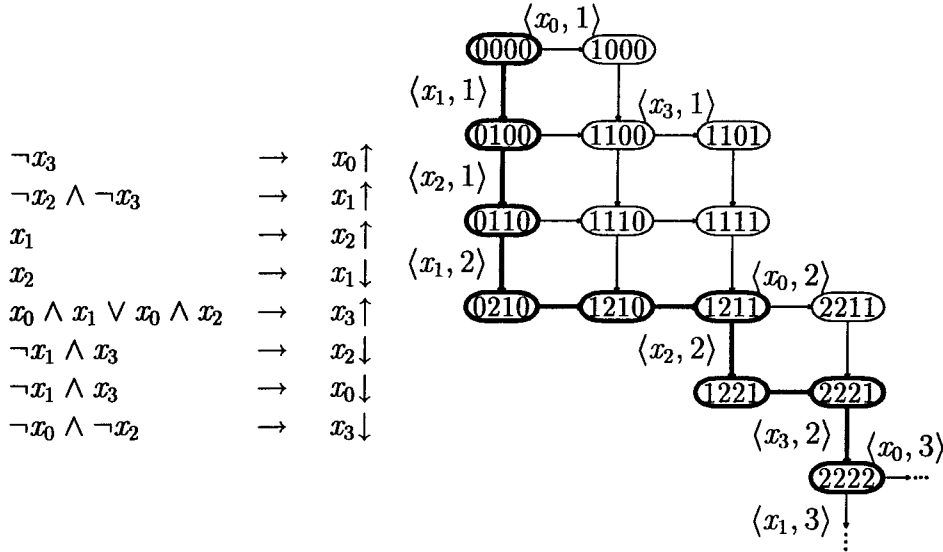 ⟨x₀, 1⟩
0000 1000
⟨x₁, 1⟩ ⟨x₃, 1⟩
0100 1100 1101
¬x₃ → x₀↑
⟨x₂, 1⟩
¬x₂ ∧ ¬x₃ → x₁↑
0110 1110 1111
x₁ → x₂↑
x₂ → x₁↓
⟨x₁, 2⟩ ⟨x₀, 2⟩
0210 1210 1211 2211
x₀ ∧ x₁ ∨ x₀ ∧ x₂ → x₃↑
¬x₁ ∧ x₃ → x₂↓
⟨x₂, 2⟩
¬x₁ ∧ x₃ → x₀↓
1221 2221
¬x₀ ∧ ¬x₂ → x₃↓
⟨x₃, 2⟩ ⟨x₀, 3⟩
2222 ...
⟨x₁, 3⟩